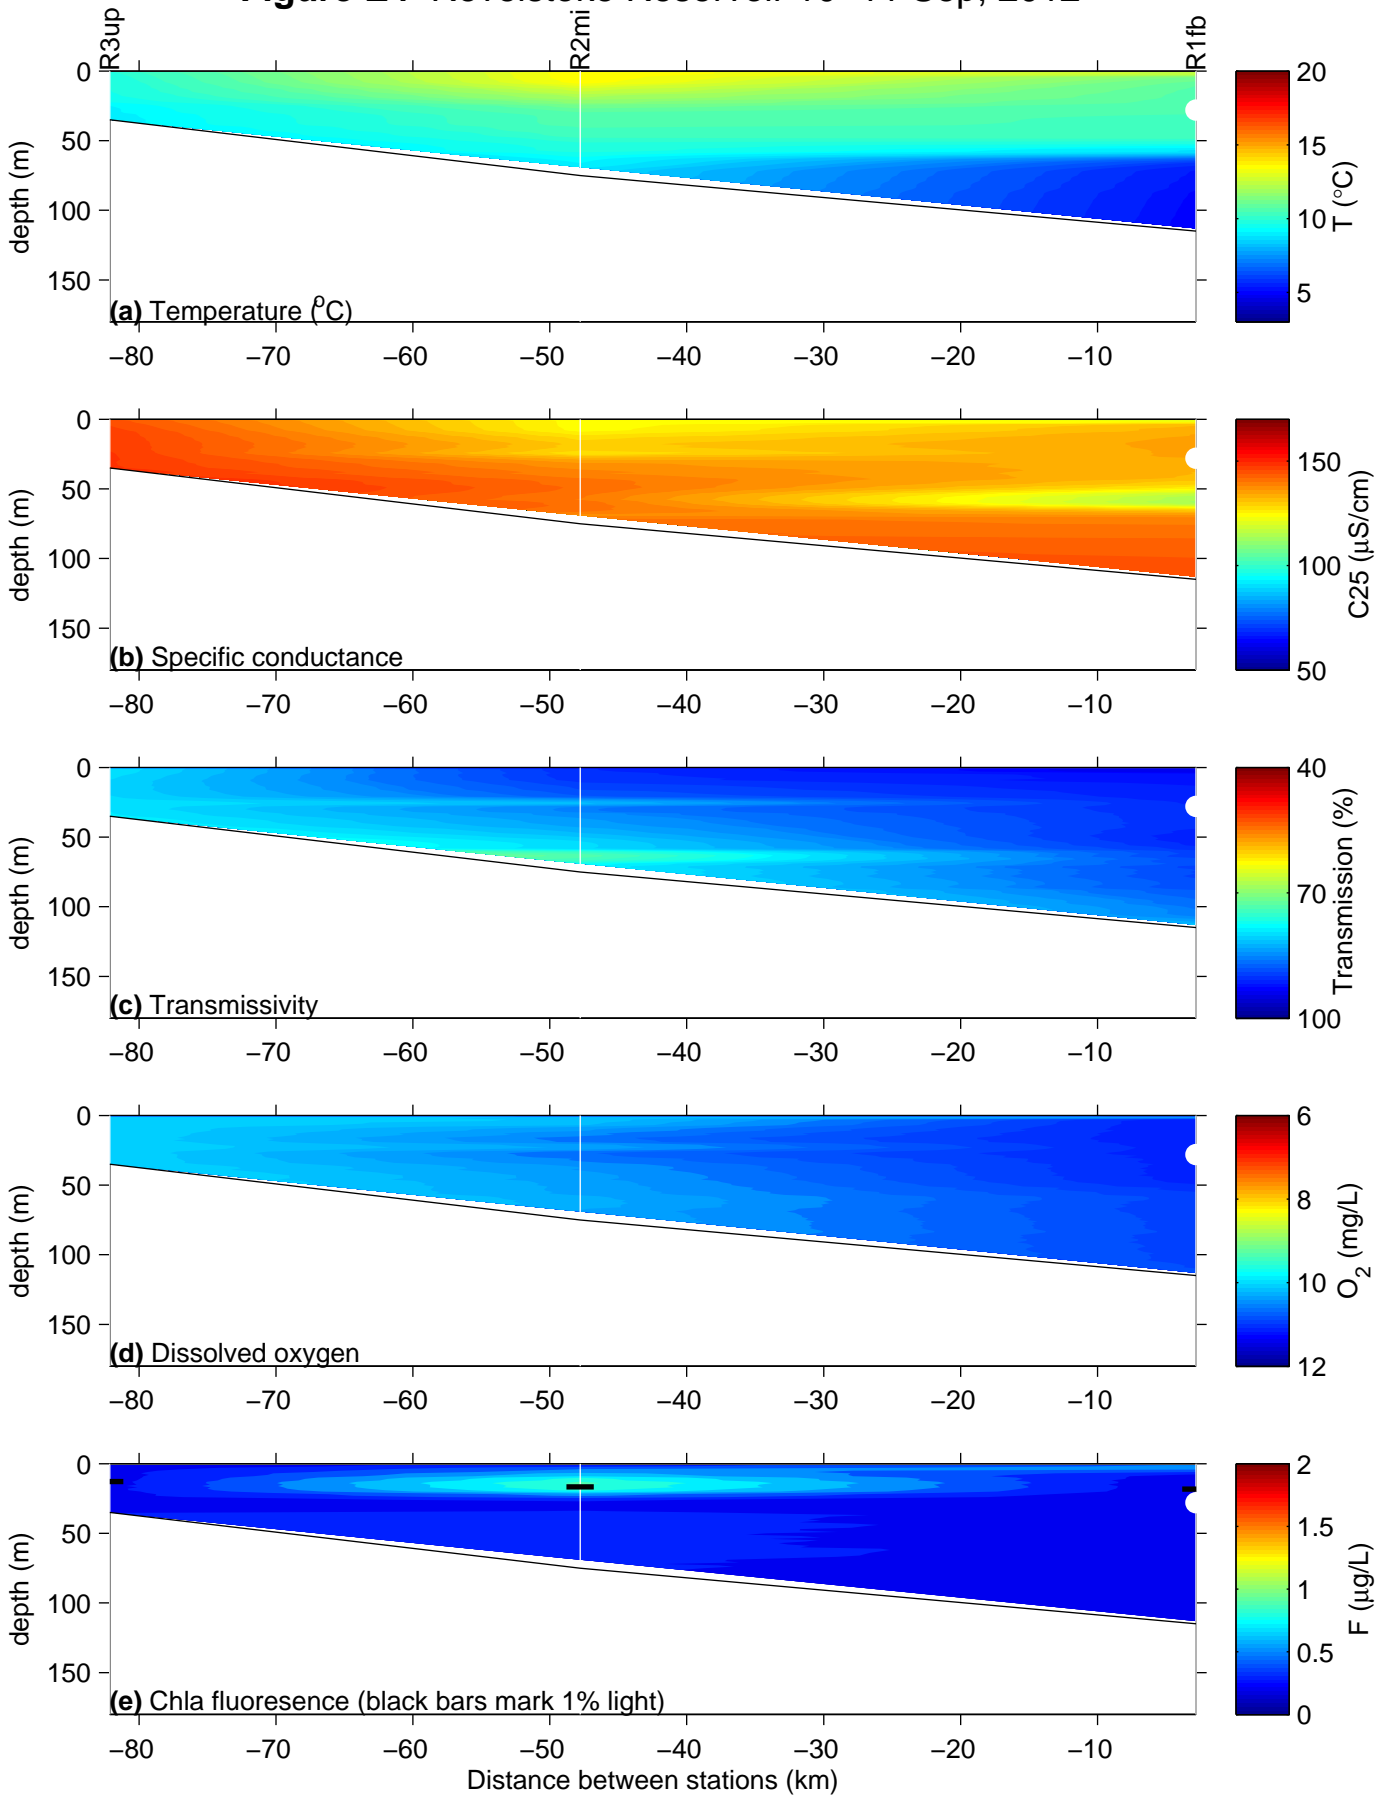 R3up R2mi R1fb
0
50
100
150
depth (m)
(a) Temperature (°C)
−80 −70 −60 −50 −40 −30 −20 −10
20
15
10
5
T (°C)
0
50
100
150
depth (m)
(b) Specific conductance
−80 −70 −60 −50 −40 −30 −20 −10
150
100
50
C25 (μS/cm)
0
50
100
150
depth (m)
(c) Transmissivity
−80 −70 −60 −50 −40 −30 −20 −10
40
70
100
Transmission (%)
0
50
100
150
depth (m)
(d) Dissolved oxygen
−80 −70 −60 −50 −40 −30 −20 −10
6
8
10
12
O2 (mg/L)
0
50
100
150
depth (m)
(e) Chla fluoresence (black bars mark 1% light)
−80 −70 −60 −50 −40 −30 −20 −10
2
1.5
1
0.5
0
F (μg/L)
Distance between stations (km)